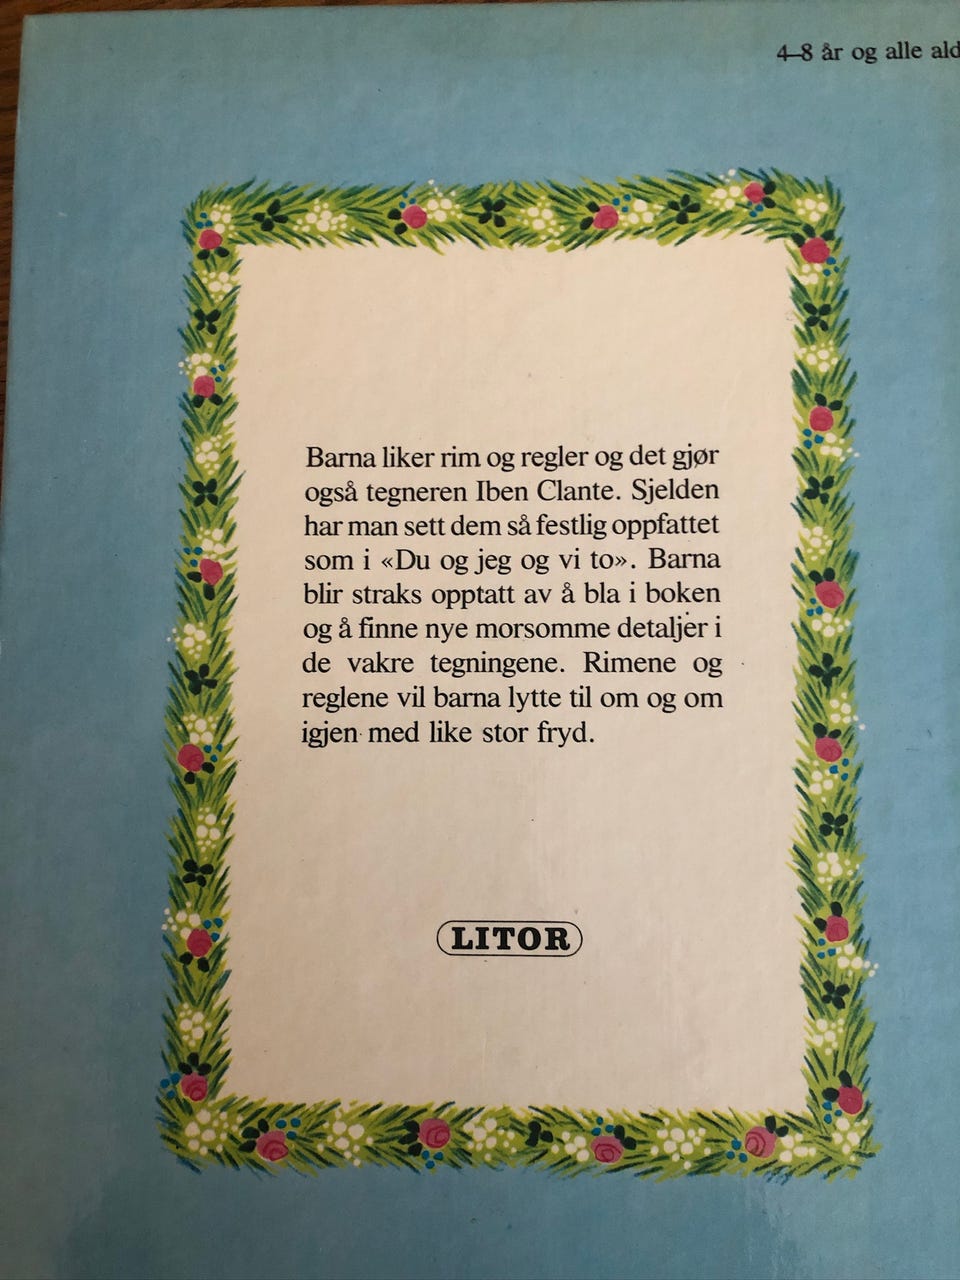 4–8 år og alle ald
Barna liker rim og regler og det gjør
også tegneren Iben Clante. Sjelden
har man sett dem så festlig oppfattet
som i «Du og jeg og vi to». Barna
blir straks opptatt av å bla i boken
og å finne nye morsomme detaljer i
de vakre tegningene. Rimene og
reglene vil barna lytte til om og om
igjen med like stor fryd.
LITOR